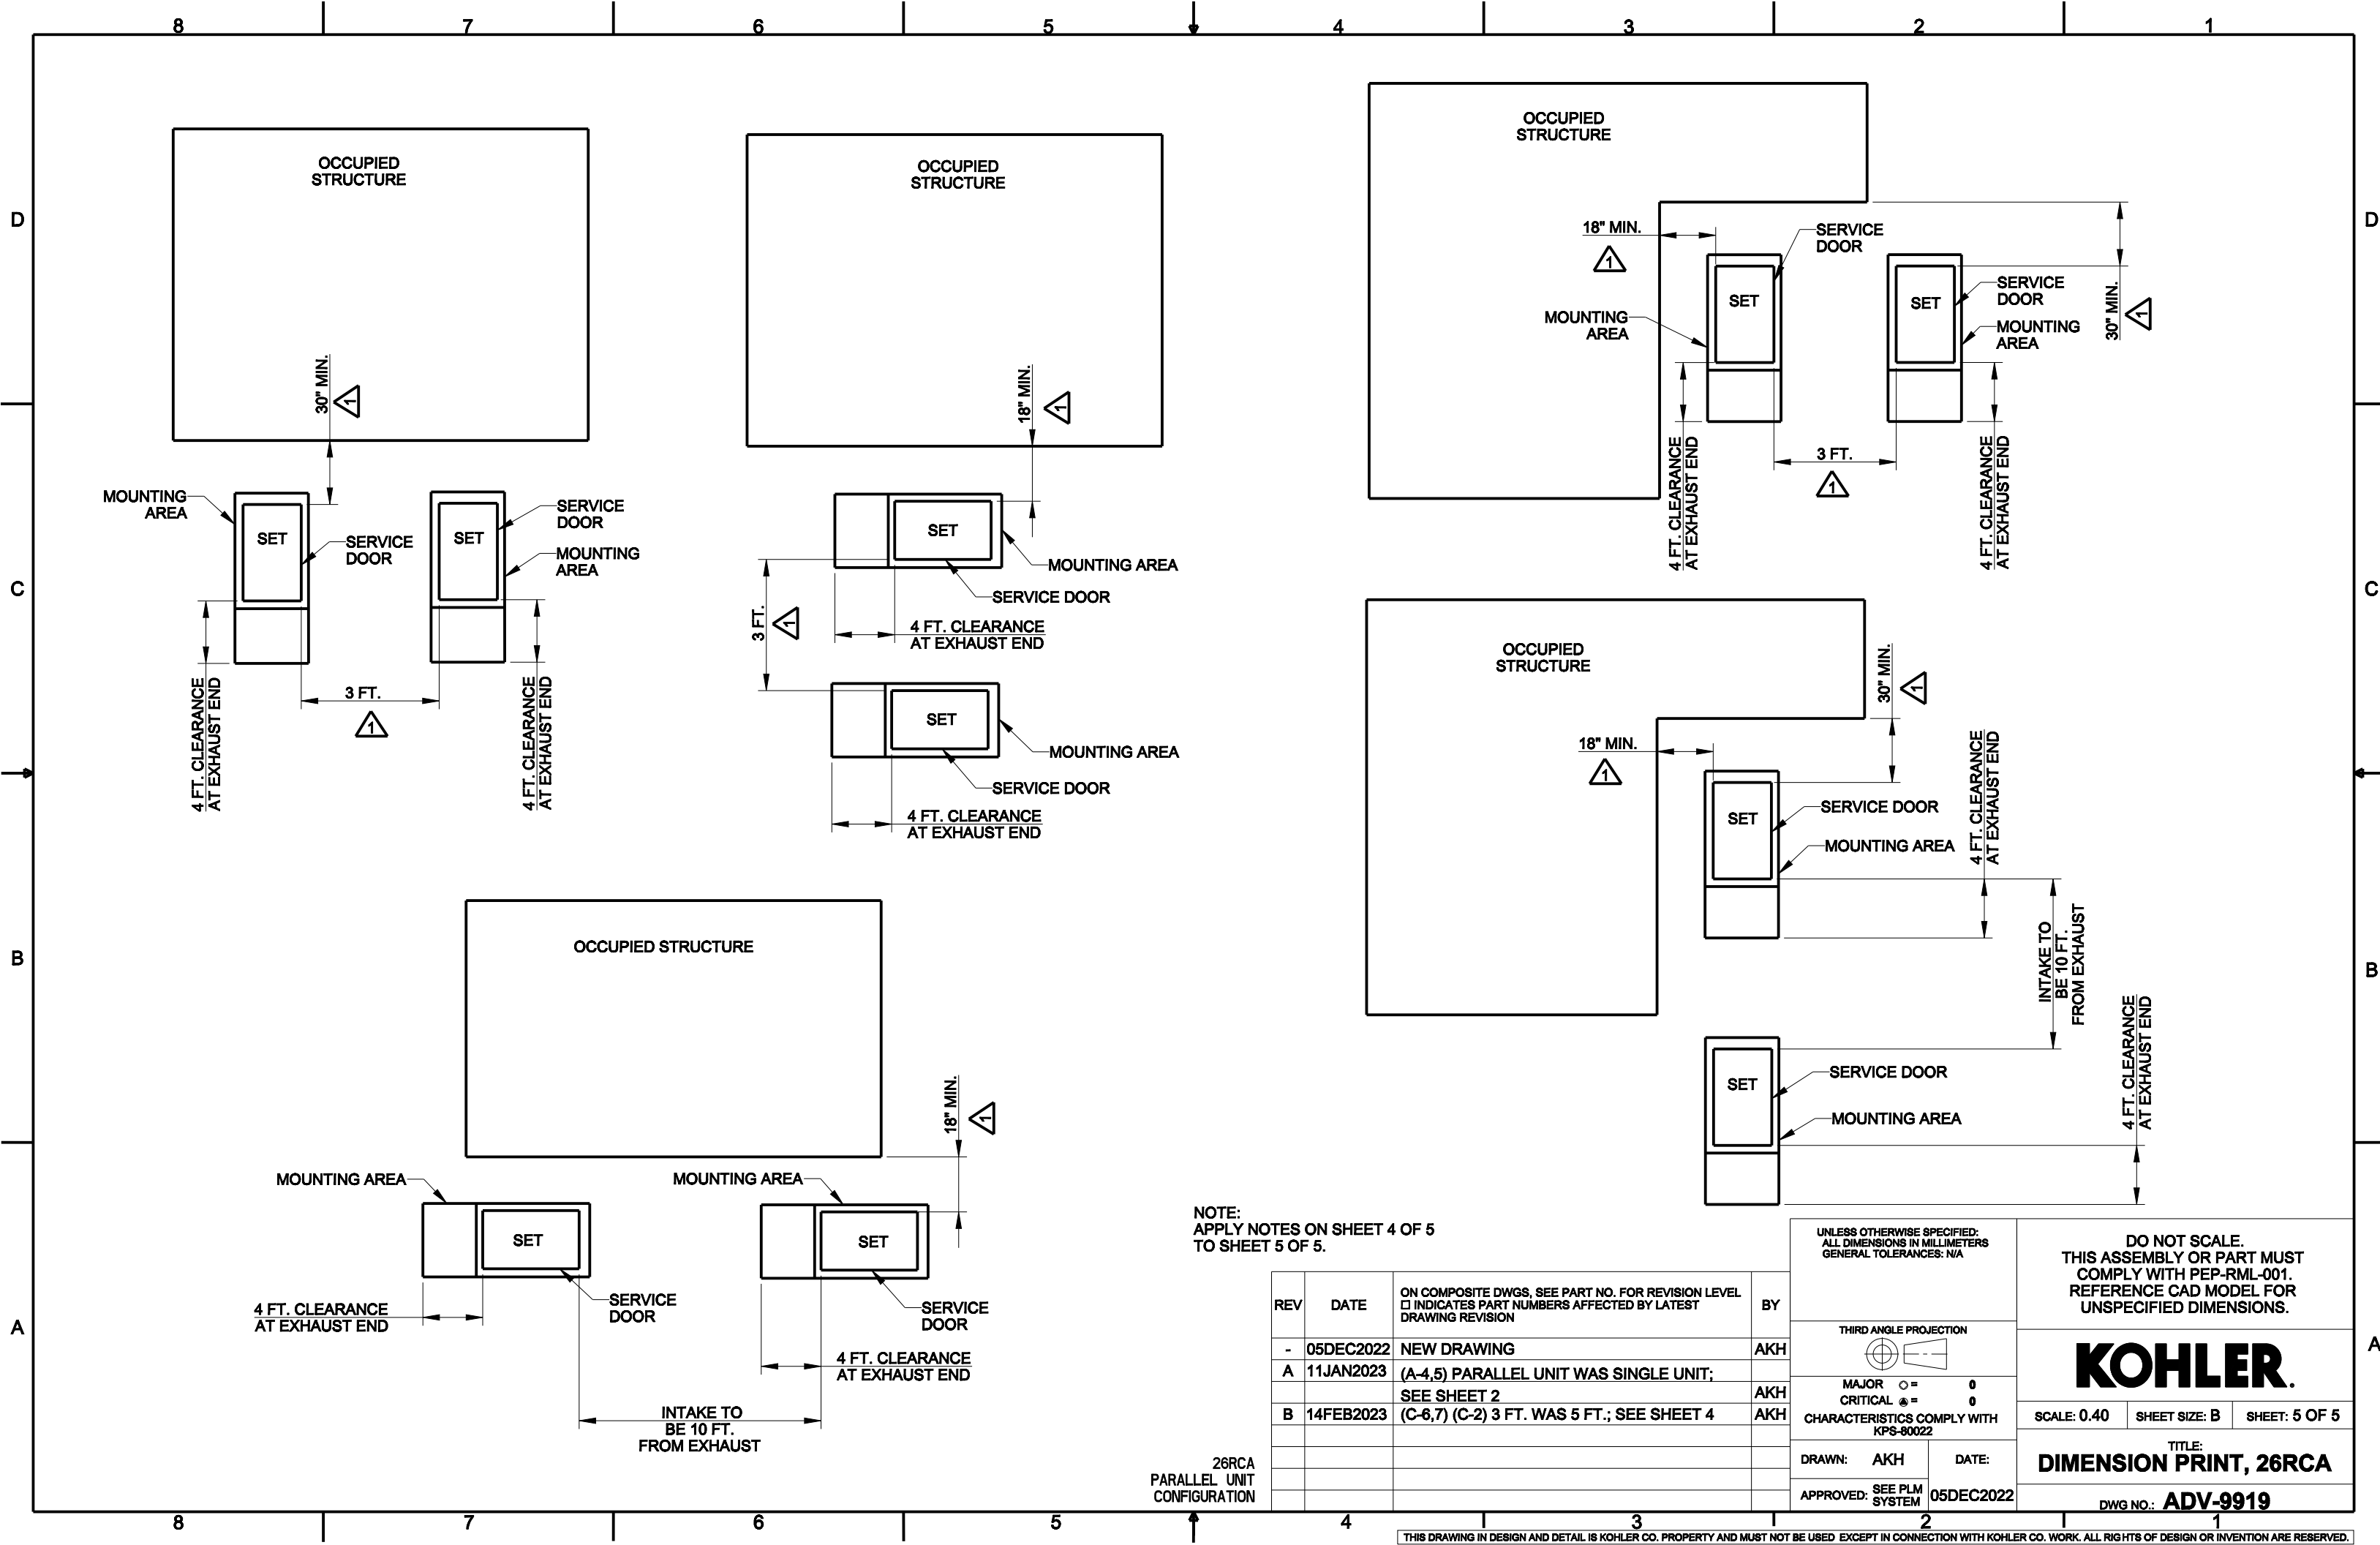 8 7 6 5 4 3 2 1
D
C
B
A
D
C
B
A
OCCUPIED
STRUCTURE
30" MIN.
1
MOUNTING
AREA
SET
SERVICE
DOOR
SET
SERVICE
DOOR
MOUNTING
AREA
4 FT. CLEARANCE
AT EXHAUST END
3 FT.
1
4 FT. CLEARANCE
AT EXHAUST END
OCCUPIED
STRUCTURE
18" MIN.
1
SET
MOUNTING AREA
SERVICE DOOR
3 FT.
1
4 FT. CLEARANCE
AT EXHAUST END
SET
MOUNTING AREA
SERVICE DOOR
4 FT. CLEARANCE
AT EXHAUST END
OCCUPIED
STRUCTURE
18" MIN.
1
SERVICE
DOOR
SET
MOUNTING
AREA
SET
SERVICE
DOOR
MOUNTING
AREA
30" MIN.
1
4 FT. CLEARANCE
AT EXHAUST END
3 FT.
1
4 FT. CLEARANCE
AT EXHAUST END
OCCUPIED
STRUCTURE
30" MIN.
1
18" MIN.
1
SET
SERVICE DOOR
MOUNTING AREA
4 FT. CLEARANCE
AT EXHAUST END
INTAKE TO
BE 10 FT.
FROM EXHAUST
SET
SERVICE DOOR
MOUNTING AREA
4 FT. CLEARANCE
AT EXHAUST END
OCCUPIED STRUCTURE
18" MIN.
1
MOUNTING AREA
MOUNTING AREA
SET
SET
SERVICE
DOOR
SERVICE
DOOR
4 FT. CLEARANCE
AT EXHAUST END
4 FT. CLEARANCE
AT EXHAUST END
INTAKE TO
BE 10 FT.
FROM EXHAUST
NOTE:
APPLY NOTES ON SHEET 4 OF 5
TO SHEET 5 OF 5.
26RCA
PARALLEL UNIT
CONFIGURATION
REV DATE ON COMPOSITE DWGS, SEE PART NO. FOR REVISION LEVEL
□ INDICATES PART NUMBERS AFFECTED BY LATEST
DRAWING REVISION BY
- 05DEC2022 NEW DRAWING AKH
A 11JAN2023 (A-4,5) PARALLEL UNIT WAS SINGLE UNIT;
SEE SHEET 2 AKH
B 14FEB2023 (C-6,7) (C-2) 3 FT. WAS 5 FT.; SEE SHEET 4 AKH
UNLESS OTHERWISE SPECIFIED:
ALL DIMENSIONS IN MILLIMETERS
GENERAL TOLERANCES: N/A
THIRD ANGLE PROJECTION
MAJOR ◇ = 0
CRITICAL = 0
CHARACTERISTICS COMPLY WITH
KPS-80022
DRAWN: AKH DATE:
APPROVED: SEE PLM
SYSTEM 05DEC2022
DO NOT SCALE.
THIS ASSEMBLY OR PART MUST
COMPLY WITH PEP-RML-001.
REFERENCE CAD MODEL FOR
UNSPECIFIED DIMENSIONS.
KOHLER.
SCALE: 0.40 SHEET SIZE: B SHEET: 5 OF 5
TITLE:
DIMENSION PRINT, 26RCA
DWG NO.: ADV-9919
8 7 6 5 4 3 2 1
THIS DRAWING IN DESIGN AND DETAIL IS KOHLER CO. PROPERTY AND MUST NOT BE USED EXCEPT IN CONNECTION WITH KOHLER CO. WORK. ALL RIGHTS OF DESIGN OR INVENTION ARE RESERVED.